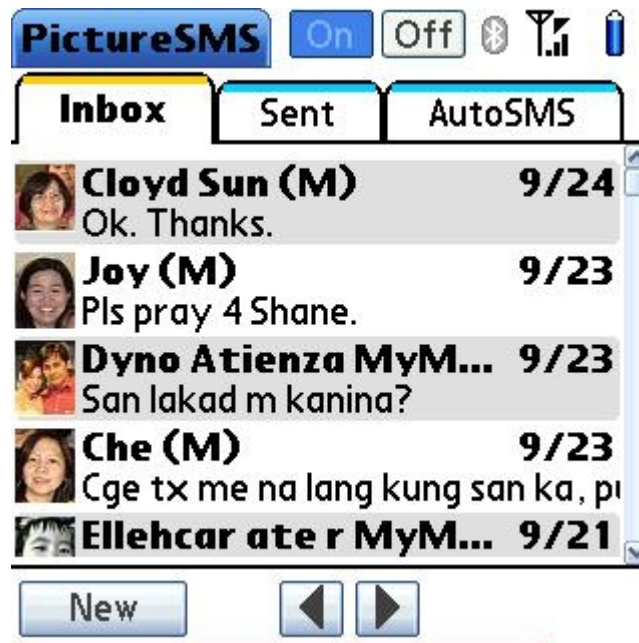 PictureSMS On Off
Inbox Sent AutoSMS
Cloyd Sun (M) 9/24
Ok. Thanks.
Joy (M) 9/23
Pls pray 4 Shane.
Dyno Atienza MyM... 9/23
San lakad m kanina?
Che (M) 9/23
Cge tx me na lang kung san ka,
Ellehcar ate r MyM... 9/21
New